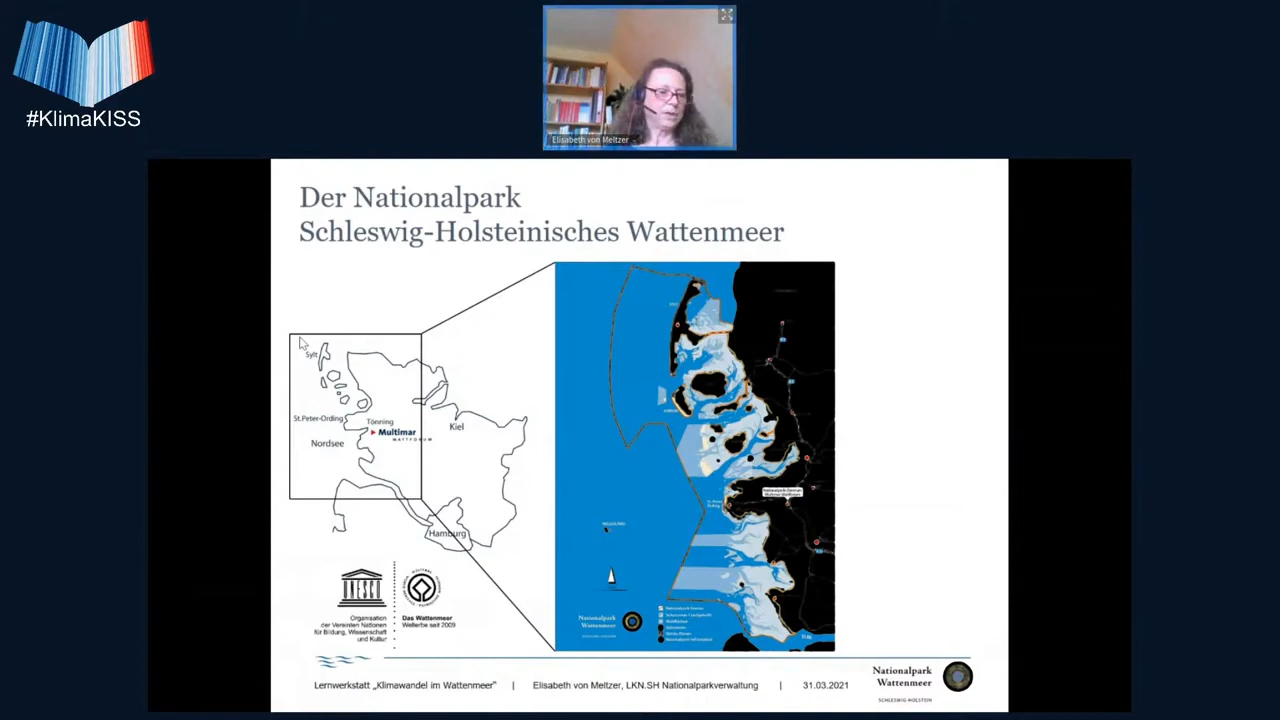 #KlimaKISS
Elisabeth von Meltzer
Der Nationalpark
Schleswig-Holsteinisches Wattenmeer
Sylt
St.Peter-Ording
Tönning
Multimar
WATTFORUM
Nordsee
Kiel
Hamburg
UNESCO
Organisation
der Vereinten Nationen
für Bildung, Wissenschaft
und Kultur
Das Wattenmeer
Welterbe seit 2009
Nationalpark
Wattenmeer
Lernwerkstatt „Klimawandel im Wattenmeer" | Elisabeth von Meltzer, LKN.SH Nationalparkverwaltung | 31.03.2021
Nationalpark
Wattenmeer
SCHLESWIG-HOLSTEIN